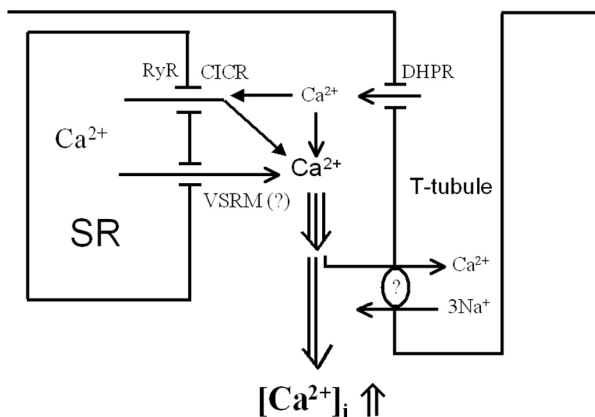 RyR CICR
DHPR
Ca²⁺
Ca²⁺
Ca²⁺
T-tubule
VSRM (?)
SR
Ca²⁺
?
3Na⁺
[Ca²⁺]ᵢ ⇑